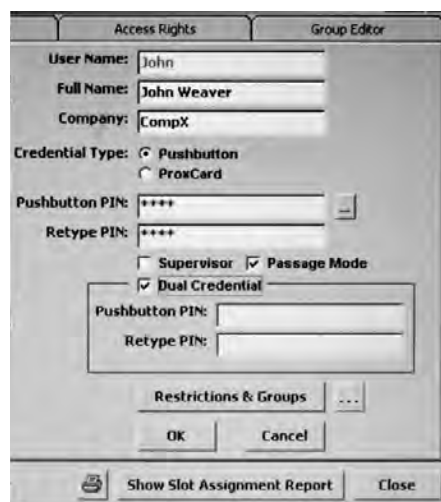 Access Rights Group Editor
User Name: John
Full Name: John Weaver
Company: CompX
Credential Type: Pushbutton
ProxCard
Pushbutton PIN: ****
...
Retype PIN: ****
Supervisor Passage Mode
Dual Credential
Pushbutton PIN:
Retype PIN:
Restrictions & Groups ...
OK Cancel
Show Slot Assignment Report Close